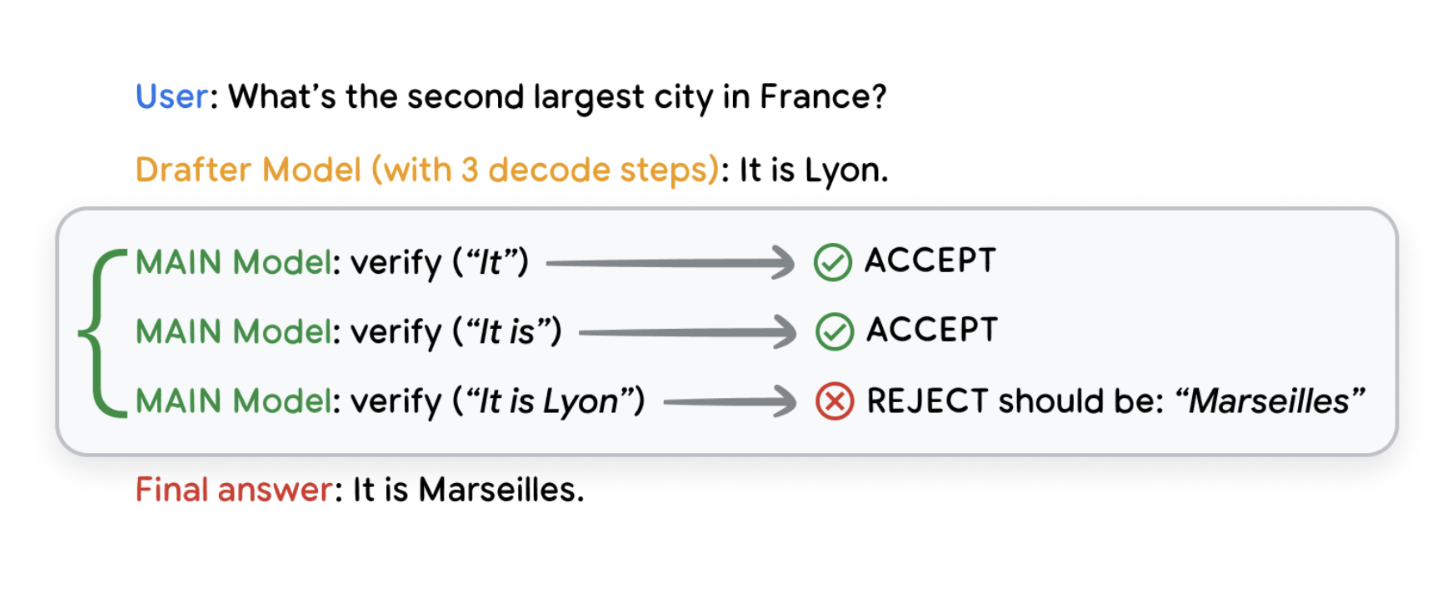 User: What’s the second largest city in France?
Drafter Model (with 3 decode steps): It is Lyon.
MAIN Model: verify (“It”) ACCEPT
MAIN Model: verify (“It is”) ACCEPT
MAIN Model: verify (“It is Lyon”) REJECT should be: “Marseilles”
Final answer: It is Marseilles.